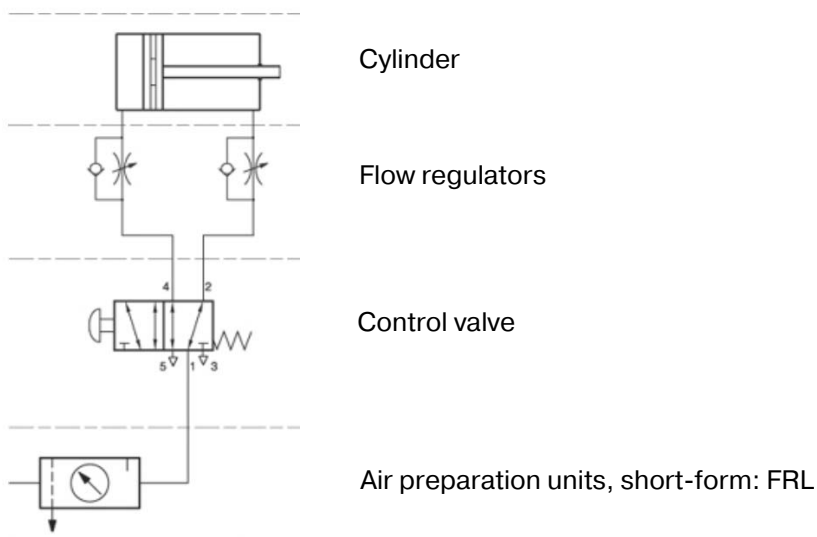 Cylinder
Flow regulators
4 2
Control valve
5 1 3
Air preparation units, short-form: FRL